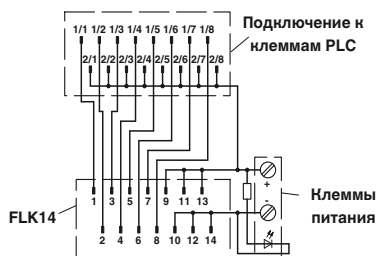 Подключение к
клеммам PLC
1/1 1/2 1/3 1/4 1/5 1/6 1/7 1/8
2/1 2/2 2/3 2/4 2/5 2/6 2/7 2/8
+
-
Клеммы
питания
FLK14
1 3 5 7 9 11 13
2 4 6 8 10 12 14